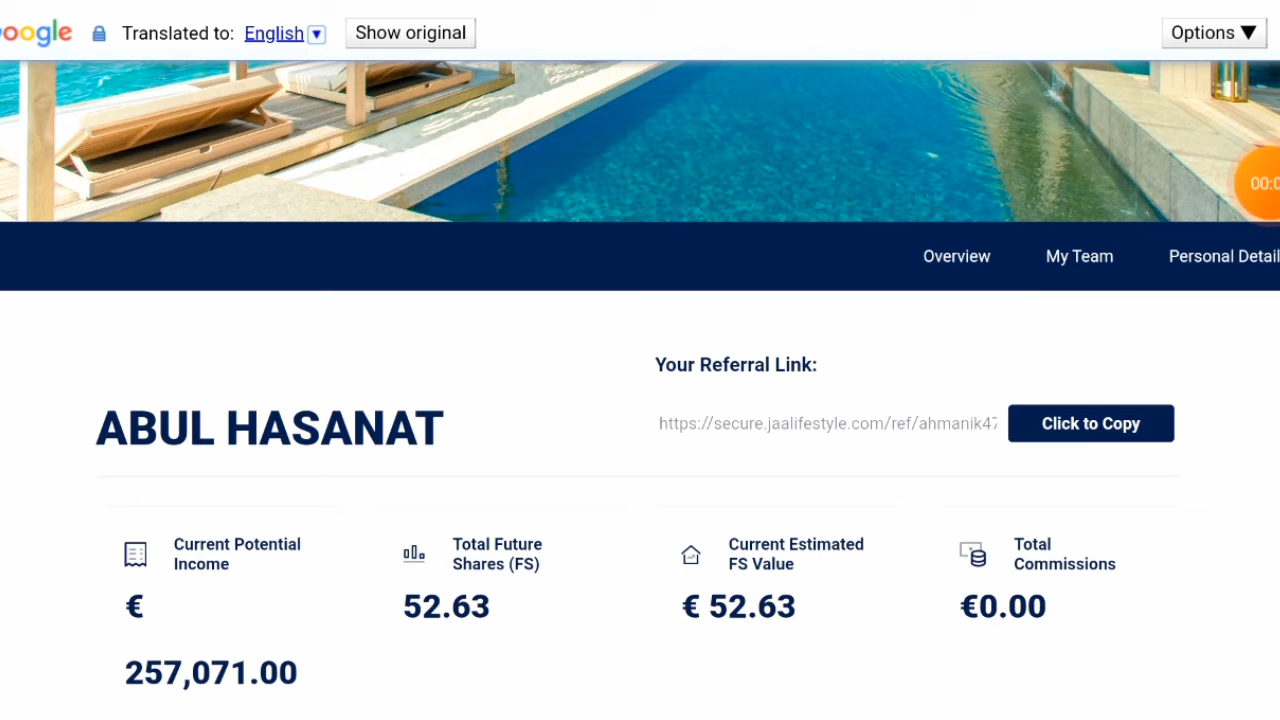 oogle Translated to: English ▼ Show original Options ▼
00:0
Overview My Team Personal Detail
Your Referral Link:
ABUL HASANAT
https://secure.jaalifestyle.com/ref/ahmanik47 Click to Copy
Current Potential
Income
€
257,071.00
Total Future
Shares (FS)
52.63
Current Estimated
FS Value
€ 52.63
Total
Commissions
€0.00